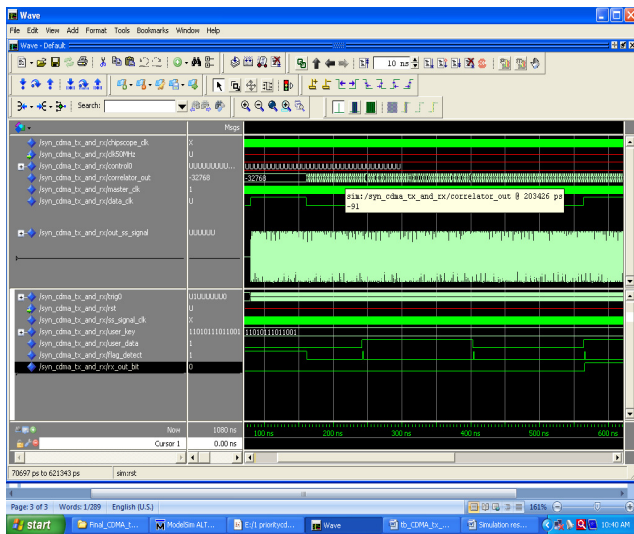 Wave
File Edit View Add Format Tools Bookmarks Window Help
Wave - Default
10 ns
Search:
Msgs
/syn_cdma_tx_and_rx/chipscope_clk X
/syn_cdma_tx_and_rx/clk50MHz U
/syn_cdma_tx_and_rx/control0 UUUUUUUU... UUUUUUUUUUUUUUUUUUUUUUUUUUUUUUUUUUUU
/syn_cdma_tx_and_rx/correlator_out -32768 -32768
/syn_cdma_tx_and_rx/master_clk 1
/syn_cdma_tx_and_rx/data_clk U
sim:/syn_cdma_tx_and_rx/correlator_out @ 203426 ps
-91
/syn_cdma_tx_and_rx/out_ss_signal UUUUUU
/syn_cdma_tx_and_rx/trig0 U1UUUUUU0
/syn_cdma_tx_and_rx/rst U
/syn_cdma_tx_and_rx/ss_signal_clk X
/syn_cdma_tx_and_rx/user_key 11010111011001 11010111011001
/syn_cdma_tx_and_rx/user_data 1
/syn_cdma_tx_and_rx/flag_detect 1
/syn_cdma_tx_and_rx/rx_out_bit 0
Now 1080 ns 100 ns 200 ns 300 ns 400 ns 500 ns 600 ns
Cursor 1 0.00 ns
70697 ps to 621343 ps sim:rst
Page: 3 of 3 Words: 1/289 English (U.S.) 161%
start Final_CDMA_t... ModelSim ALT... E:/1 prioritycd... Wave tb_CDMA_tx_... Simulation res... 10:40 AM